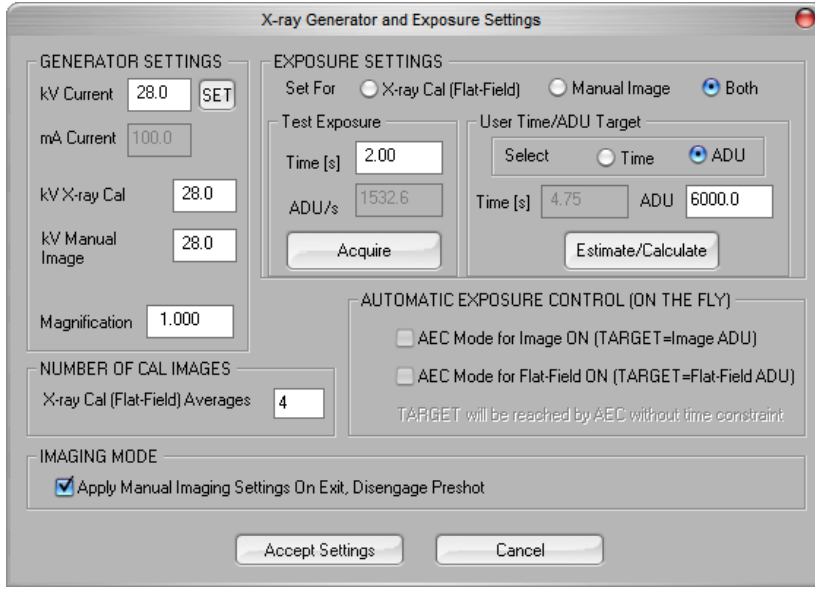 X-ray Generator and Exposure Settings
GENERATOR SETTINGS
kV Current 28.0 SET
mA Current 100.0
kV X-ray Cal 28.0
kV Manual
Image 28.0
Magnification 1.000
EXPOSURE SETTINGS
Set For X-ray Cal (Flat-Field) Manual Image Both
Test Exposure
Time [s] 2.00
ADU/s 1532.6
Acquire
User Time/ADU Target
Select Time ADU
Time [s] 4.75 ADU 6000.0
Estimate/Calculate
AUTOMATIC EXPOSURE CONTROL (ON THE FLY)
AEC Mode for Image ON (TARGET=Image ADU)
AEC Mode for Flat-Field ON (TARGET=Flat-Field ADU)
TARGET will be reached by AEC without time constraint
NUMBER OF CAL IMAGES
X-ray Cal (Flat-Field) Averages 4
IMAGING MODE
Apply Manual Imaging Settings On Exit, Disengage Preshot
Accept Settings Cancel